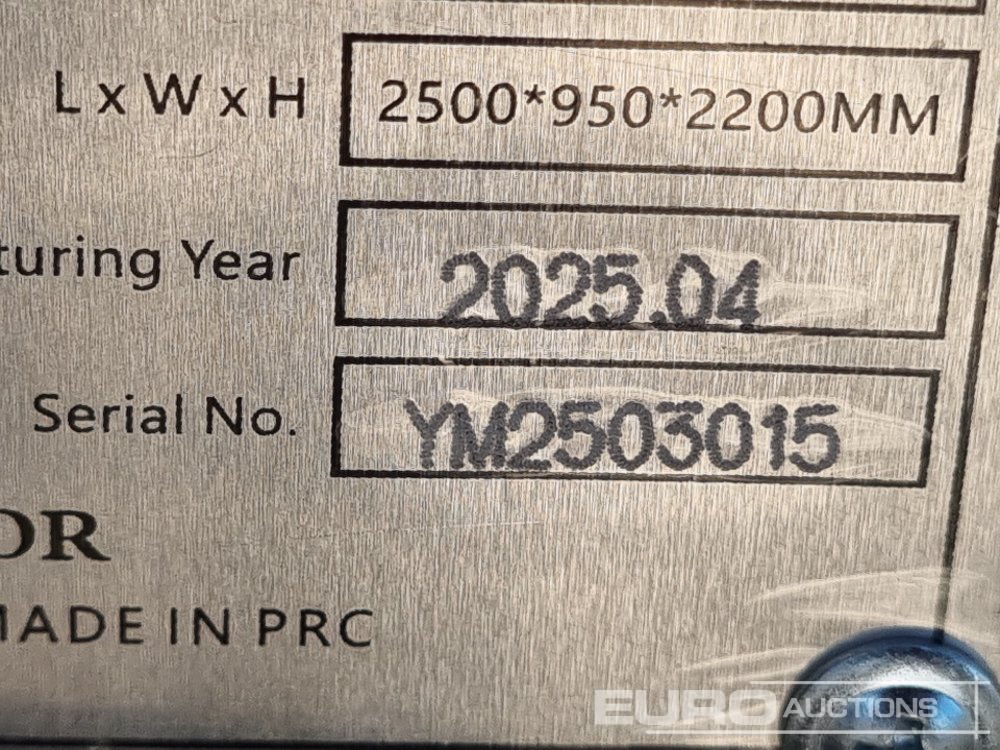 L x W x H 2500*950*2200MM
turing Year 2025.04
Serial No. YM2503015
OR
MADE IN PRC
EURO AUCTIONS